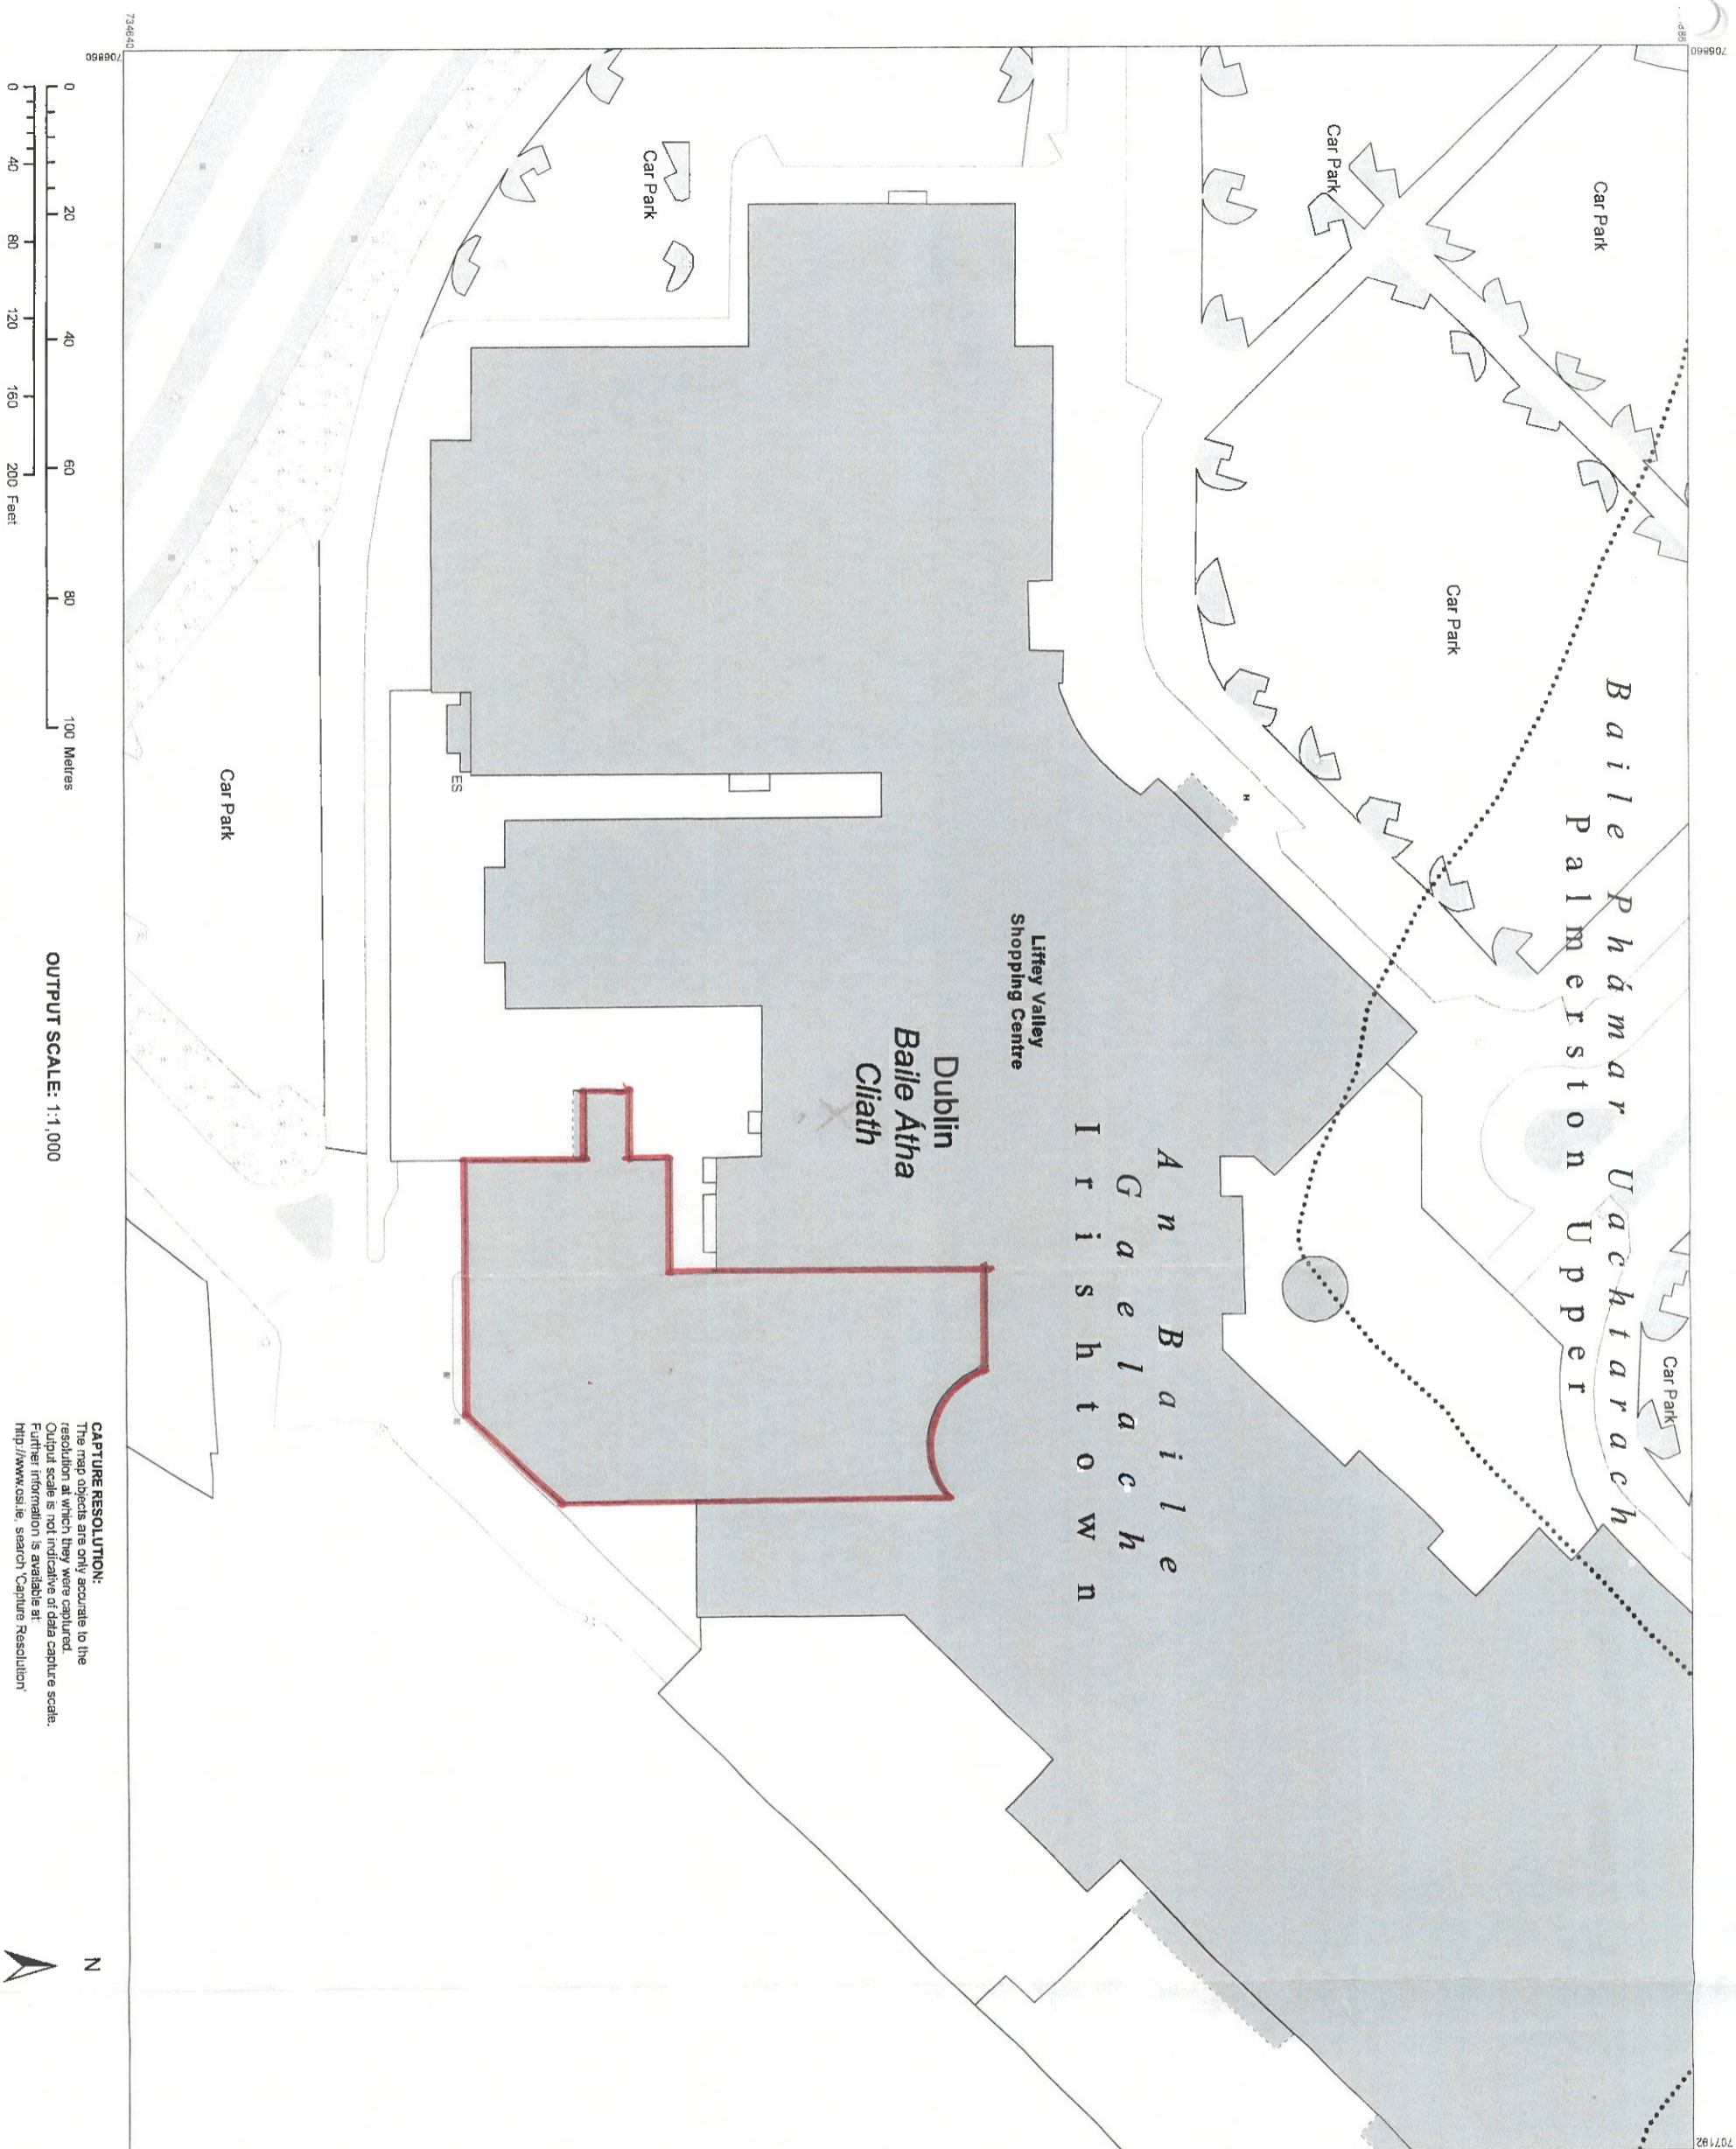 734640
706860
706860
707192
Car Park
Car Park
Car Park
Car Park
Car Park
Car Park
Baile Phámar Uachtarach
Palmerston Upper
Liffey Valley
Shopping Centre
Dublin
Baile Átha
Cliath
An Baile
Gaelach
Irishtown
ES
H
0 20 40 60 80 100 Metres
0 40 80 120 160 200 Feet
OUTPUT SCALE: 1:1,000
CAPTURE RESOLUTION:
The map objects are only accurate to the
resolution at which they were captured.
Output scale is not indicative of data capture scale.
Further information is available at:
http://www.osi.ie, search 'Capture Resolution'
N